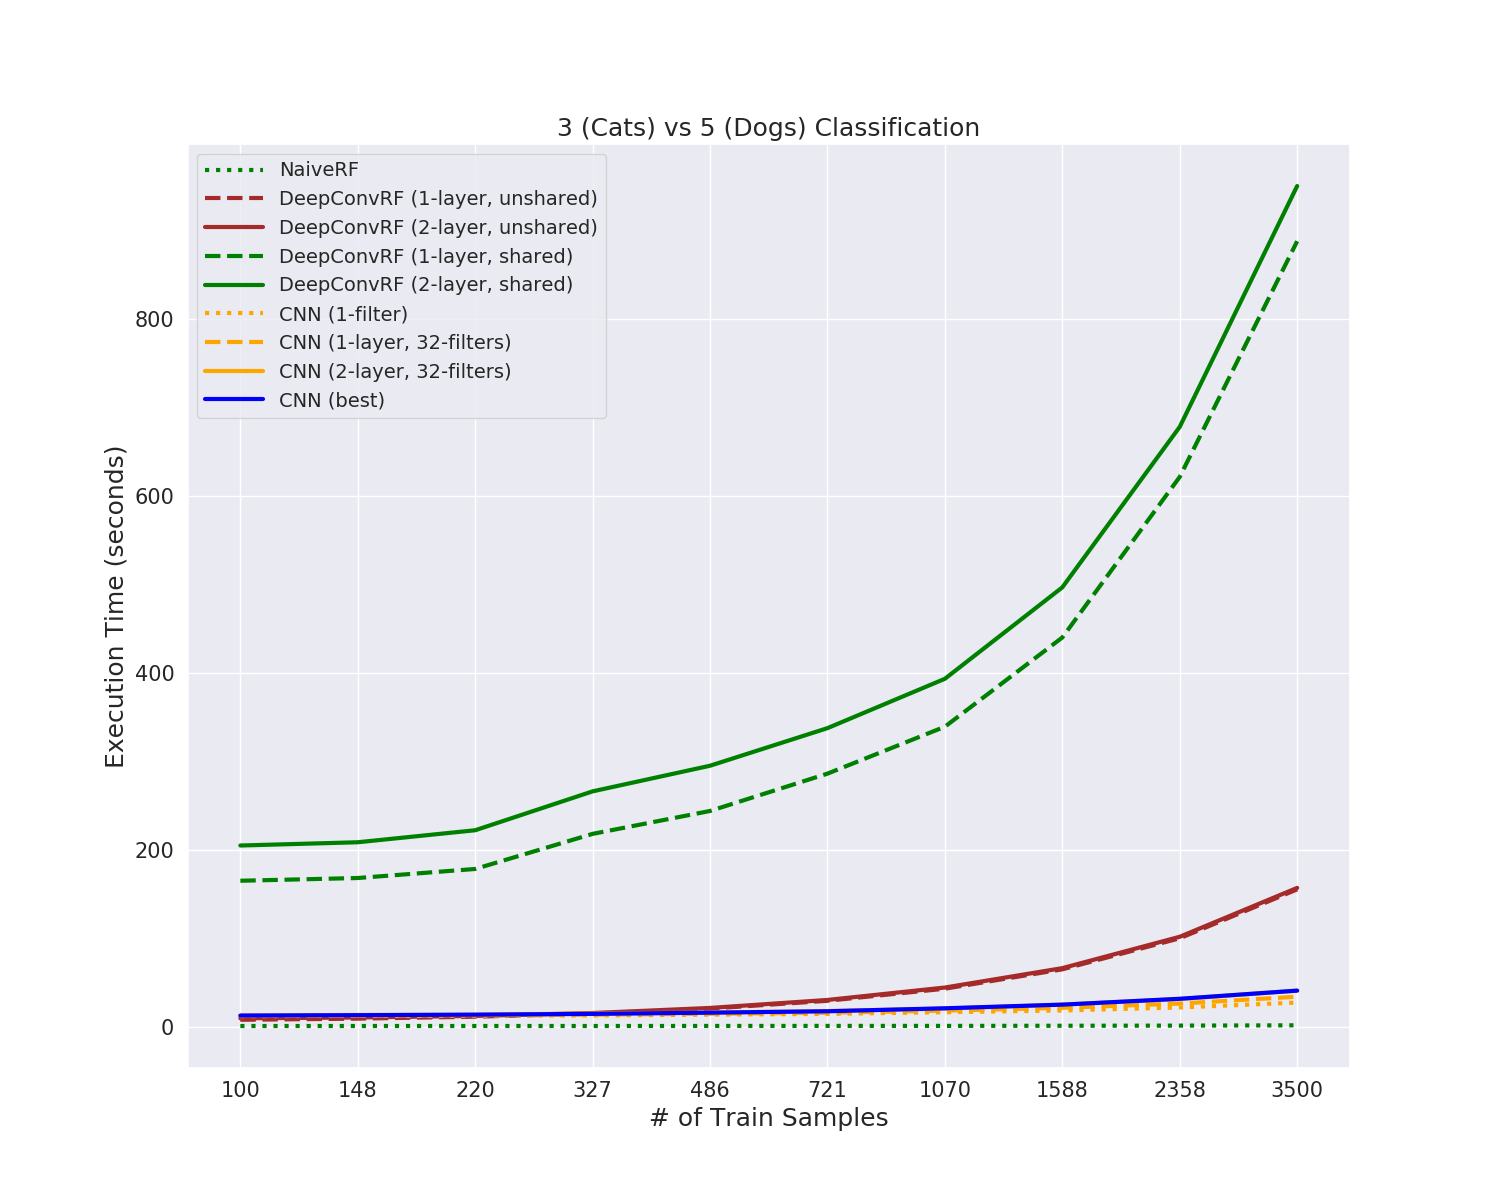 3 (Cats) vs 5 (Dogs) Classification
NaiveRF
DeepConvRF (1-layer, unshared)
DeepConvRF (2-layer, unshared)
DeepConvRF (1-layer, shared)
DeepConvRF (2-layer, shared)
CNN (1-filter)
CNN (1-layer, 32-filters)
CNN (2-layer, 32-filters)
CNN (best)
Execution Time (seconds)
800
600
400
200
0
100 148 220 327 486 721 1070 1588 2358 3500
# of Train Samples